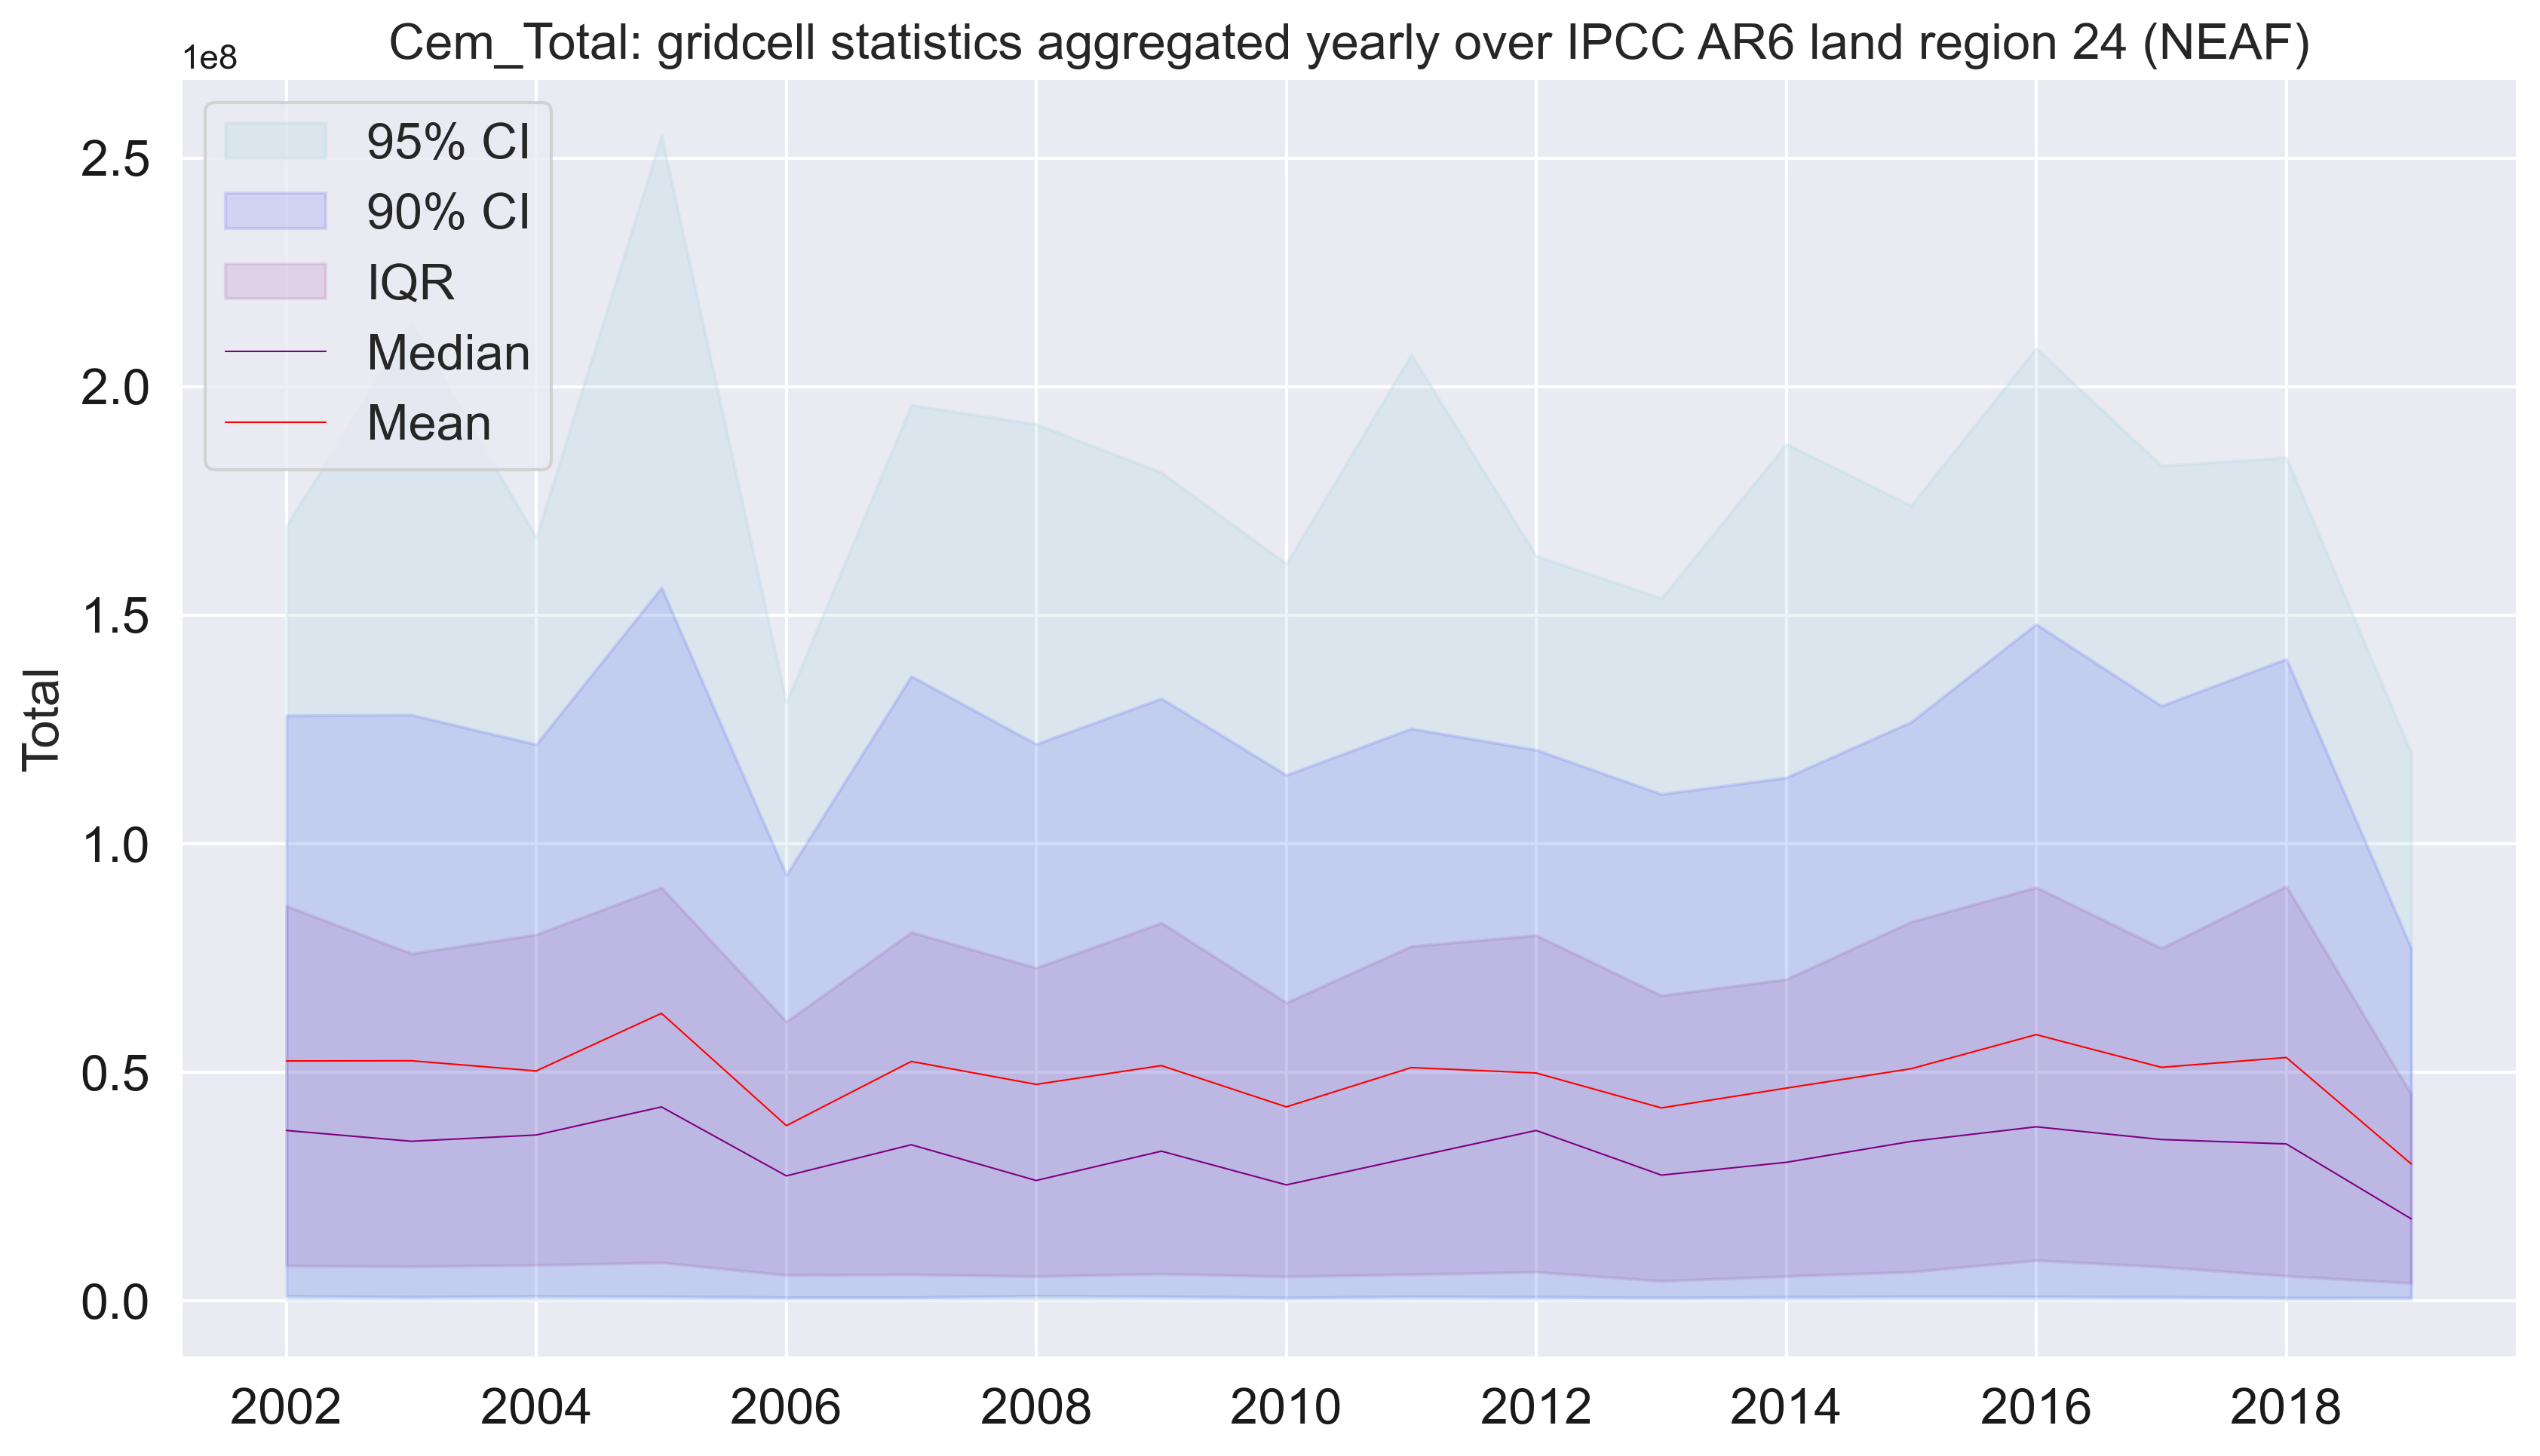 Cem_Total: gridcell statistics aggregated yearly over IPCC AR6 land region 24 (NEAF)
1e8
95% CI
90% CI
IQR
Median
Mean
2.5
2.0
1.5
1.0
0.5
0.0
Total
2002 2004 2006 2008 2010 2012 2014 2016 2018